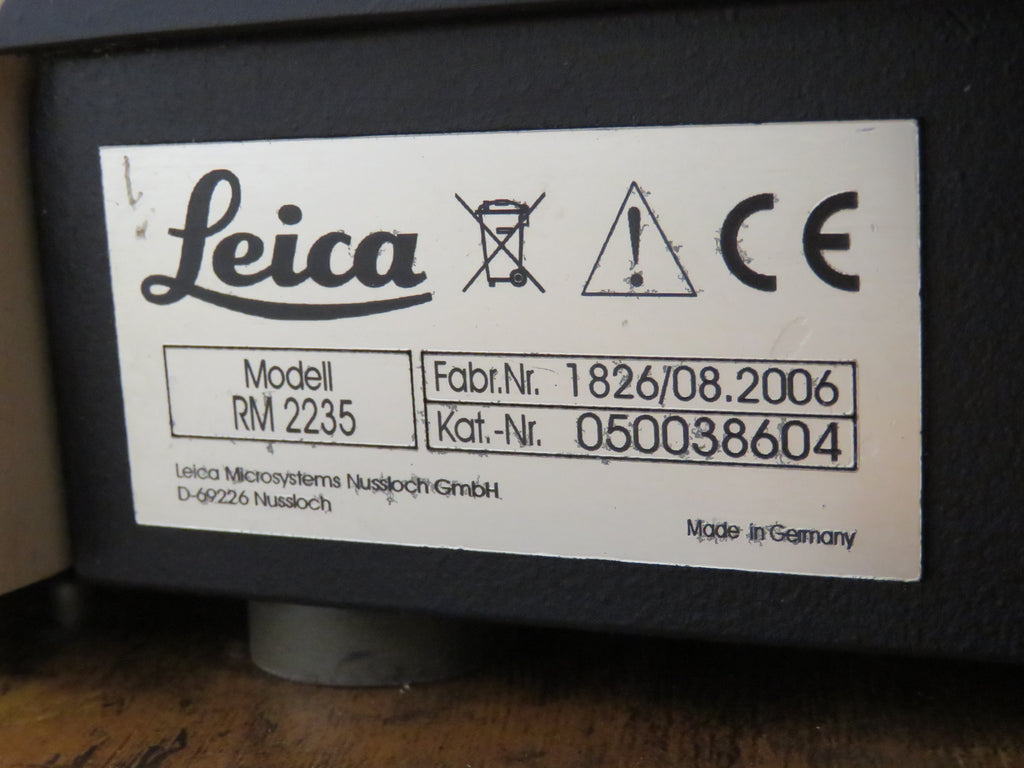 Leica
CE
Modell
RM 2235
Fabr.Nr. 1826/08.2006
Kat.-Nr. 050038604
Leica Microsystems Nussloch GmbH
D-69226 Nussloch
Made in Germany